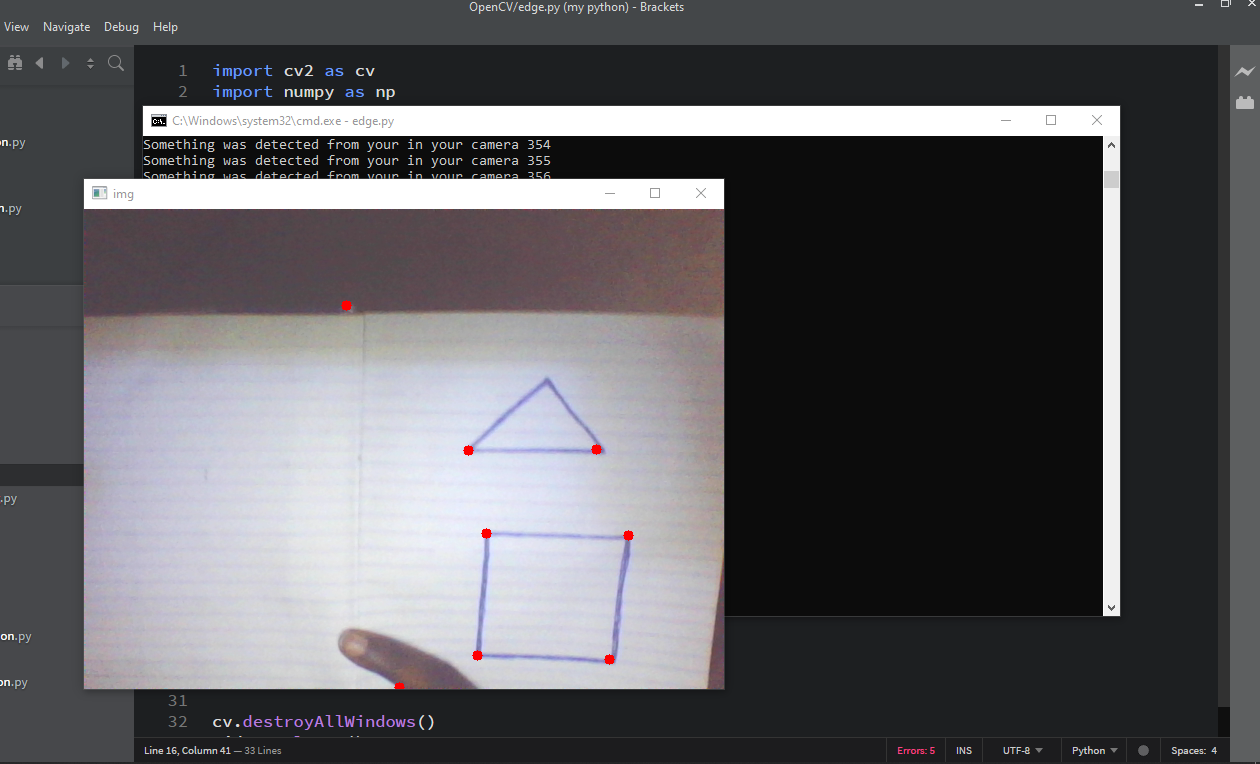 OpenCV/edge.py (my python) - Brackets
View Navigate Debug Help
1 import cv2 as cv
2 import numpy as np
C:\Windows\system32\cmd.exe - edge.py
Something was detected from your in your camera 354
Something was detected from your in your camera 355
Something was detected from your in your camera 356
img
on.py
n.py
.py
on.py
on.py
31
32 cv.destroyAllWindows()
Line 16, Column 41 — 33 Lines
Errors: 5 INS UTF-8 Python Spaces: 4